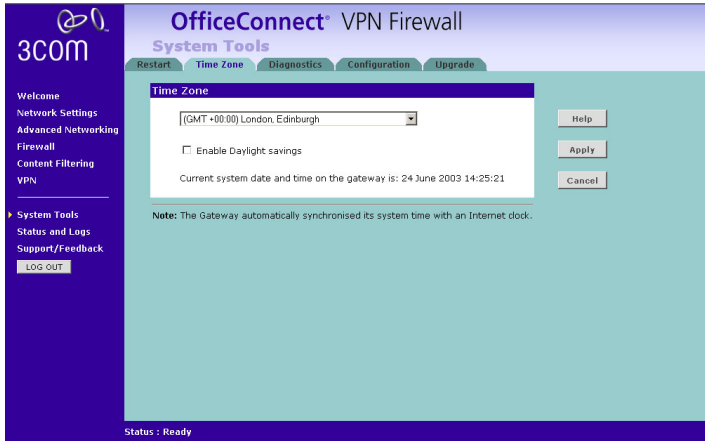 3COM
OfficeConnect® VPN Firewall
System Tools
Restart
Time Zone
Diagnostics
Configuration
Upgrade
Welcome
Network Settings
Advanced Networking
Firewall
Content Filtering
VPN
System Tools
Status and Logs
Support/Feedback
LOG OUT
Time Zone
(GMT +00:00) London, Edinburgh
Enable Daylight savings
Current system date and time on the gateway is: 24 June 2003 14:25:21
Note: The Gateway automatically synchronised its system time with an Internet clock.
Help
Apply
Cancel
Status : Ready